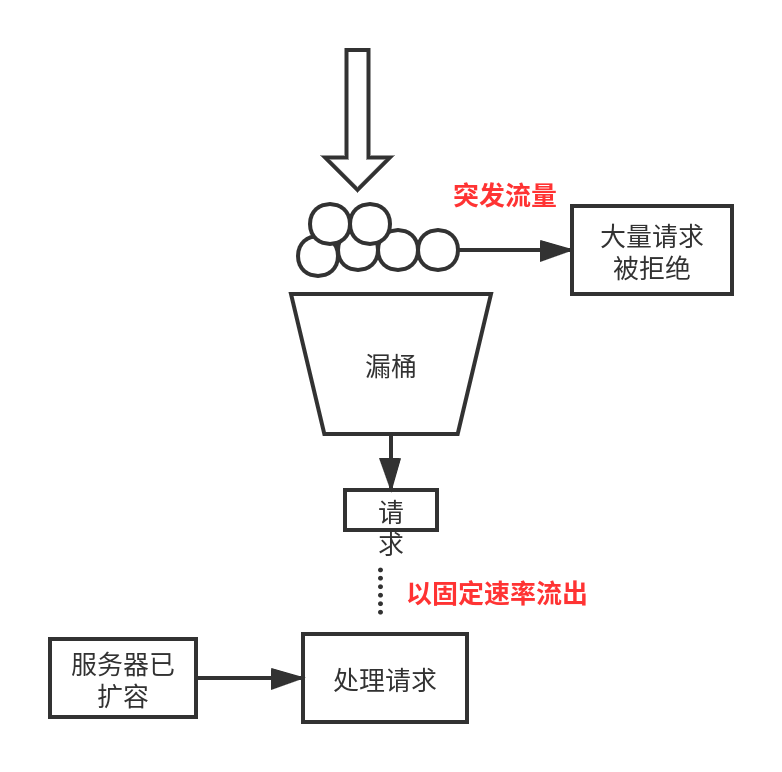 突发流量
大量请求
被拒绝
漏桶
请
求
以固定速率流出
服务器已
扩容
处理请求